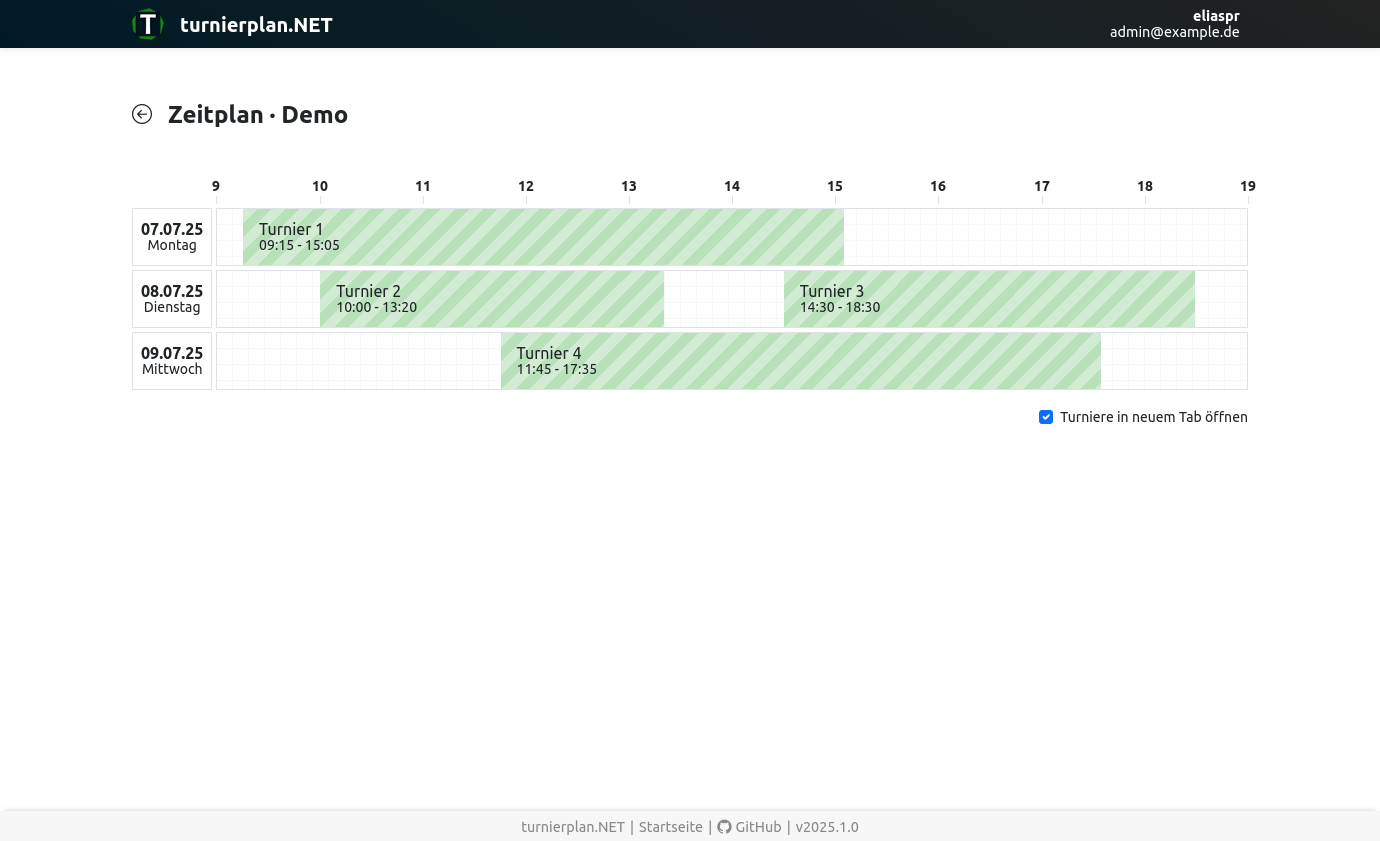 T turnierplan.NET
eliaspr
admin@example.de
Zeitplan · Demo
9 10 11 12 13 14 15 16 17 18 19
07.07.25
Montag
Turnier 1
09:15 - 15:05
08.07.25
Dienstag
Turnier 2
10:00 - 13:20
Turnier 3
14:30 - 18:30
09.07.25
Mittwoch
Turnier 4
11:45 - 17:35
Turniere in neuem Tab öffnen
turnierplan.NET | Startseite | GitHub | v2025.1.0